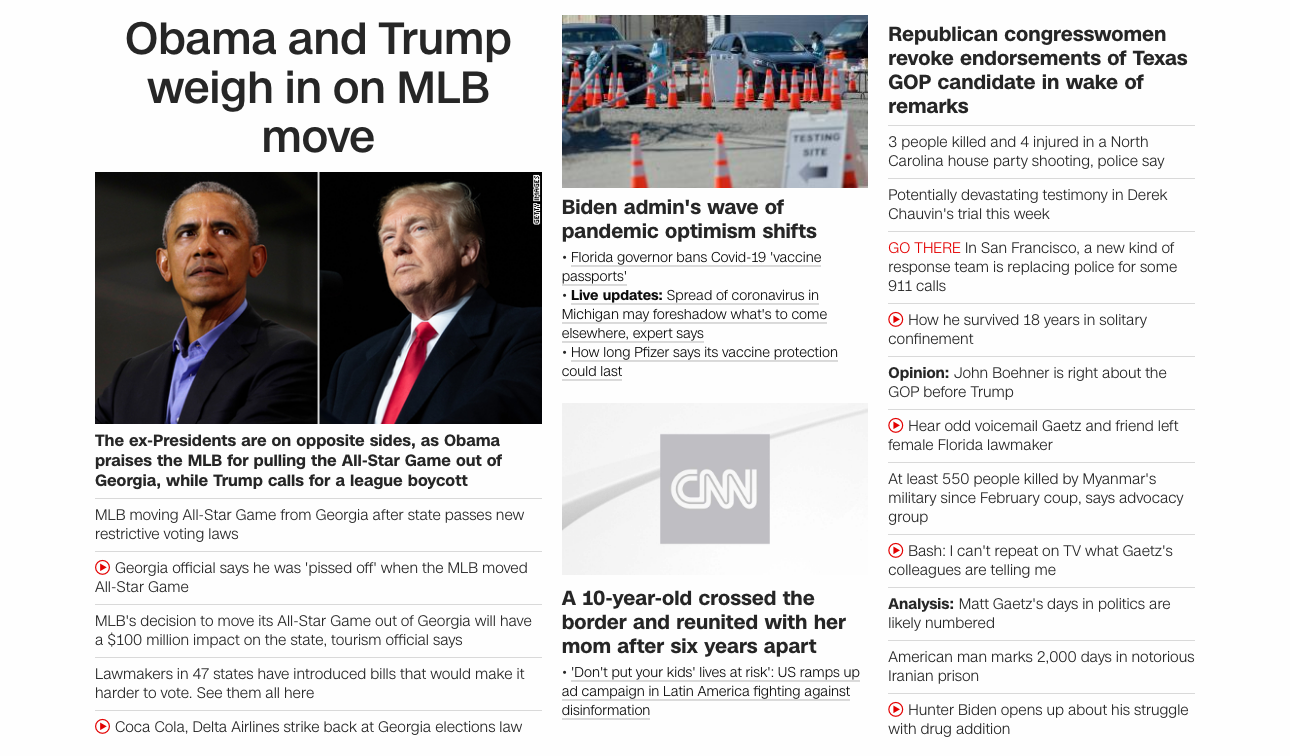 Obama and Trump
weigh in on MLB
move
GETTY IMAGES
The ex-Presidents are on opposite sides, as Obama
praises the MLB for pulling the All-Star Game out of
Georgia, while Trump calls for a league boycott
MLB moving All-Star Game from Georgia after state passes new
restrictive voting laws
Georgia official says he was 'pissed off' when the MLB moved
All-Star Game
MLB's decision to move its All-Star Game out of Georgia will have
a $100 million impact on the state, tourism official says
Lawmakers in 47 states have introduced bills that would make it
harder to vote. See them all here
Coca Cola, Delta Airlines strike back at Georgia elections law
TESTING
SITE
Biden admin's wave of
pandemic optimism shifts
• Florida governor bans Covid-19 'vaccine
passports'
• Live updates: Spread of coronavirus in
Michigan may foreshadow what's to come
elsewhere, expert says
• How long Pfizer says its vaccine protection
could last
CNN
A 10-year-old crossed the
border and reunited with her
mom after six years apart
• 'Don't put your kids' lives at risk': US ramps up
ad campaign in Latin America fighting against
disinformation
Republican congresswomen
revoke endorsements of Texas
GOP candidate in wake of
remarks
3 people killed and 4 injured in a North
Carolina house party shooting, police say
Potentially devastating testimony in Derek
Chauvin's trial this week
GO THERE In San Francisco, a new kind of
response team is replacing police for some
911 calls
How he survived 18 years in solitary
confinement
Opinion: John Boehner is right about the
GOP before Trump
Hear odd voicemail Gaetz and friend left
female Florida lawmaker
At least 550 people killed by Myanmar's
military since February coup, says advocacy
group
Bash: I can't repeat on TV what Gaetz's
colleagues are telling me
Analysis: Matt Gaetz's days in politics are
likely numbered
American man marks 2,000 days in notorious
Iranian prison
Hunter Biden opens up about his struggle
with drug addition